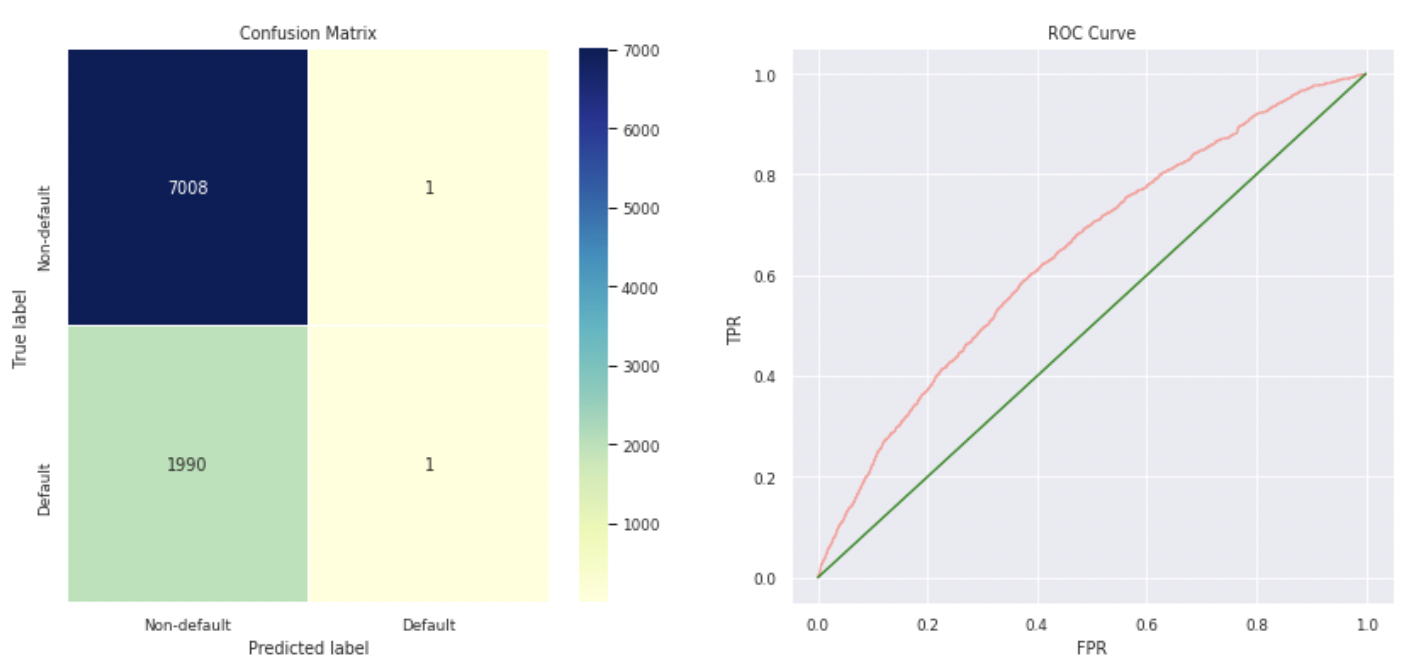 Confusion Matrix
7008
1
1990
1
Non-default
Default
True label
Non-default
Default
Predicted label
7000
6000
5000
4000
3000
2000
1000
ROC Curve
1.0
0.8
0.6
0.4
0.2
0.0
TPR
0.0
0.2
0.4
0.6
0.8
1.0
FPR